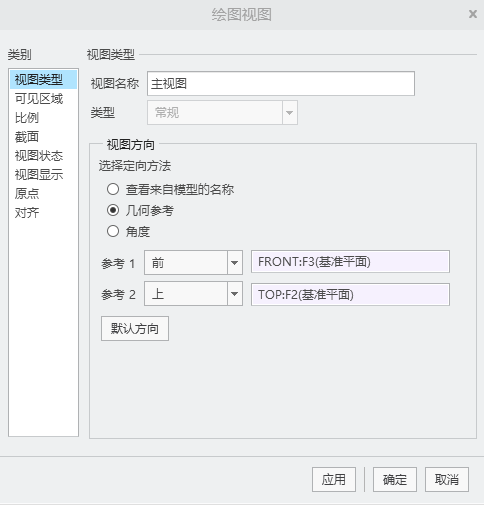 绘图视图
类别
视图类型
可见区域
比例
截面
视图状态
视图显示
原点
对齐
视图类型
视图名称 主视图
类型 常规
视图方向
选择定向方法
查看来自模型的名称
几何参考
角度
参考 1 前 FRONT:F3(基准平面)
参考 2 上 TOP:F2(基准平面)
默认方向
应用 确定 取消